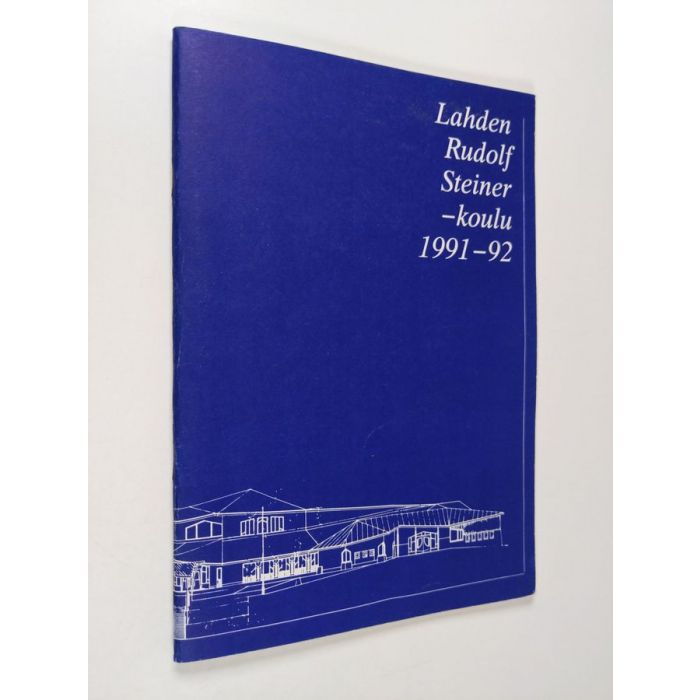 Lahden
Rudolf
Steiner
–koulu
1991–92